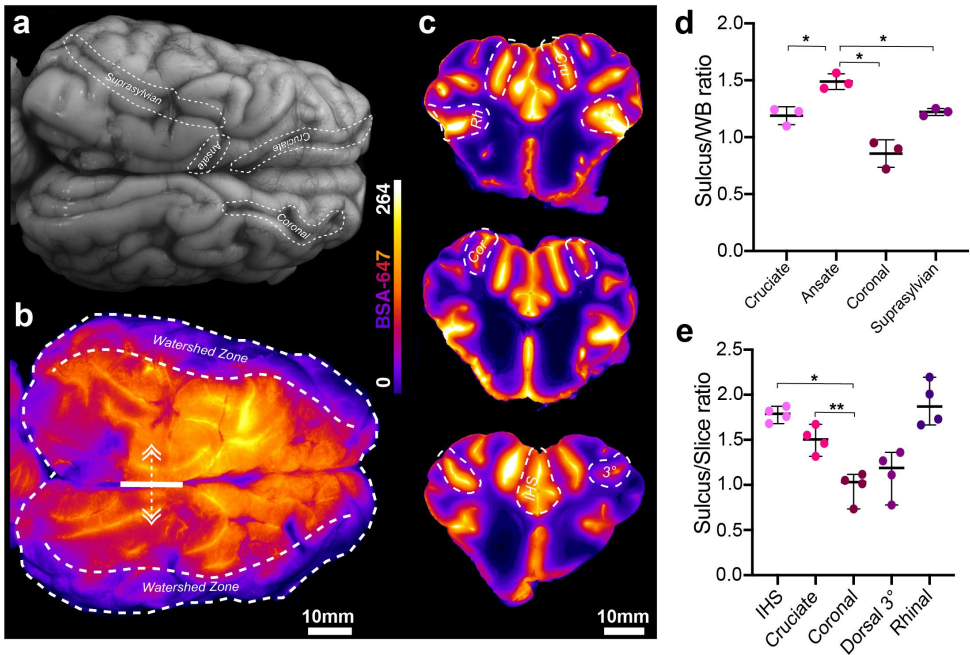 a
Suprasylvian
Ansate
Cruciate
Coronal
b
Watershed Zone
Watershed Zone
10mm
264
BSA-647
0
c
Rh
Cru
Cor
IHS
3°
10mm
d
Sulcus/WB ratio
2.0
1.5
1.0
0.5
0.0
*
*
*
Cruciate
Ansate
Coronal
Suprasylvian
e
Sulcus/Slice ratio
2.5
2.0
1.5
1.0
0.5
0.0
*
**
IHS
Cruciate
Coronal
Dorsal 3°
Rhinal